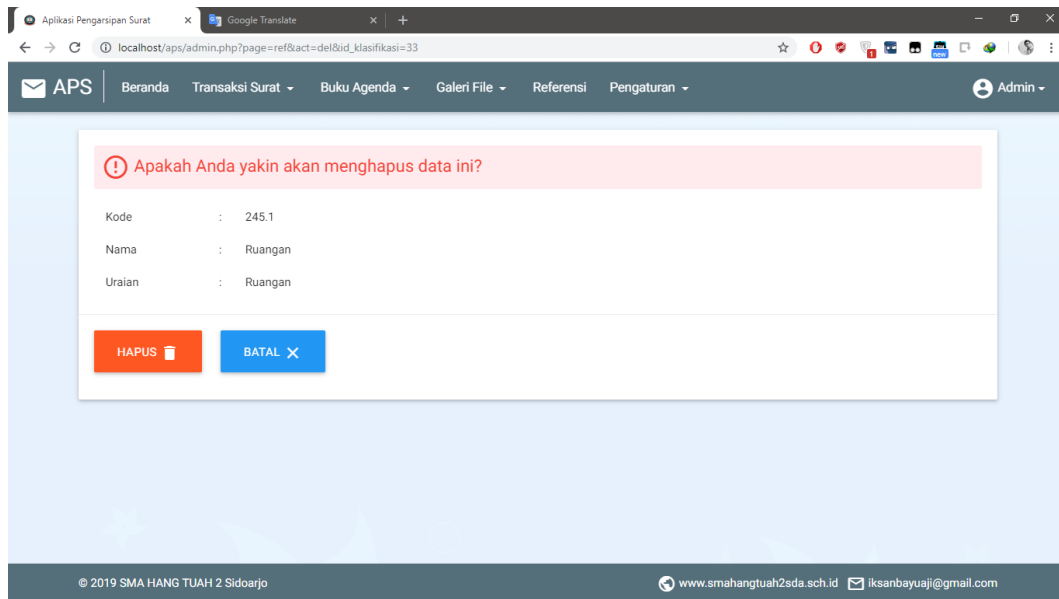 Aplikasi Pengarsipan Surat
Google Translate
localhost/aps/admin.php?page=ref&act=del&id_klasifikasi=33
1
new
APS Beranda Transaksi Surat Buku Agenda Galeri File Referensi Pengaturan Admin
Apakah Anda yakin akan menghapus data ini?
Kode : 245.1
Nama : Ruangan
Uraian : Ruangan
HAPUS BATAL
© 2019 SMA HANG TUAH 2 Sidoarjo www.smahangtuah2sda.sch.id iksanbayuaji@gmail.com